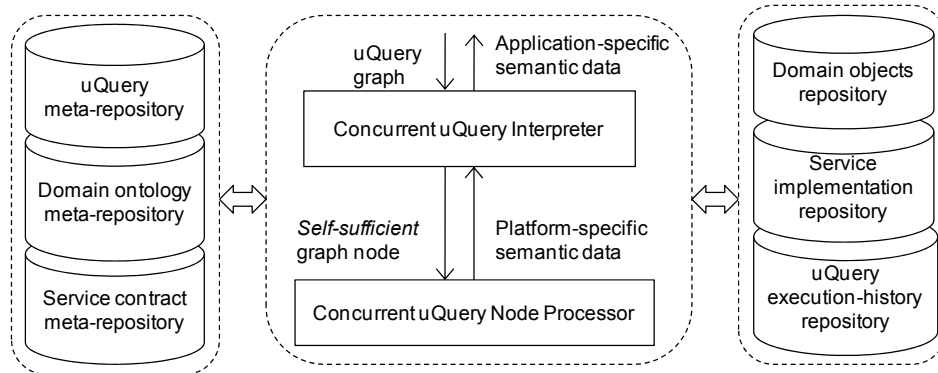 uQuery
meta-repository
Domain ontology
meta-repository
Service contract
meta-repository
uQuery
graph
Application-specific
semantic data
Concurrent uQuery Interpreter
Self-sufficient
graph node
Platform-specific
semantic data
Concurrent uQuery Node Processor
Domain objects
repository
Service
implementation
repository
uQuery
execution-history
repository